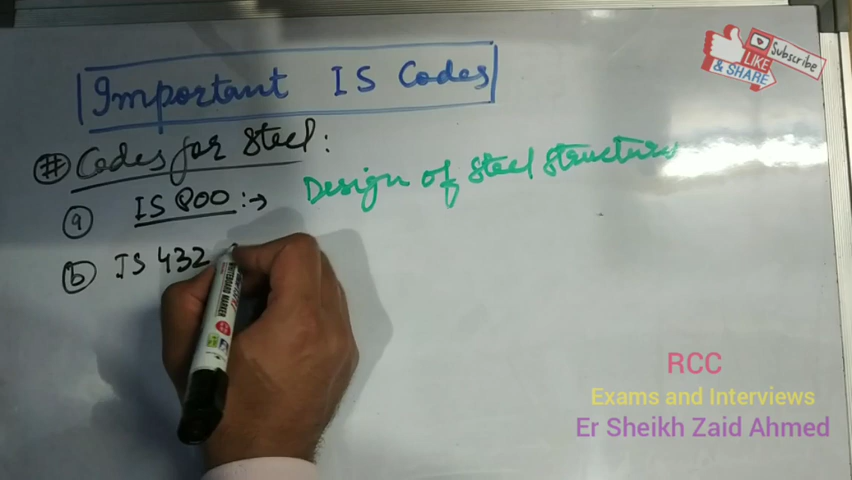 Important IS Codes
# Codes for Steel:
a IS 800 :→ Design of Steel Structures
b IS 432
Subscribe
LIKE
& SHARE
RCC
Exams and Interviews
Er Sheikh Zaid Ahmed